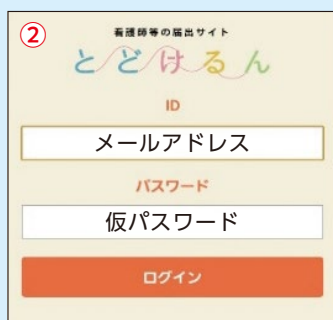 ②
看護師等の届出サイト
とどけるん
ID
メールアドレス
パスワード
仮パスワード
ログイン